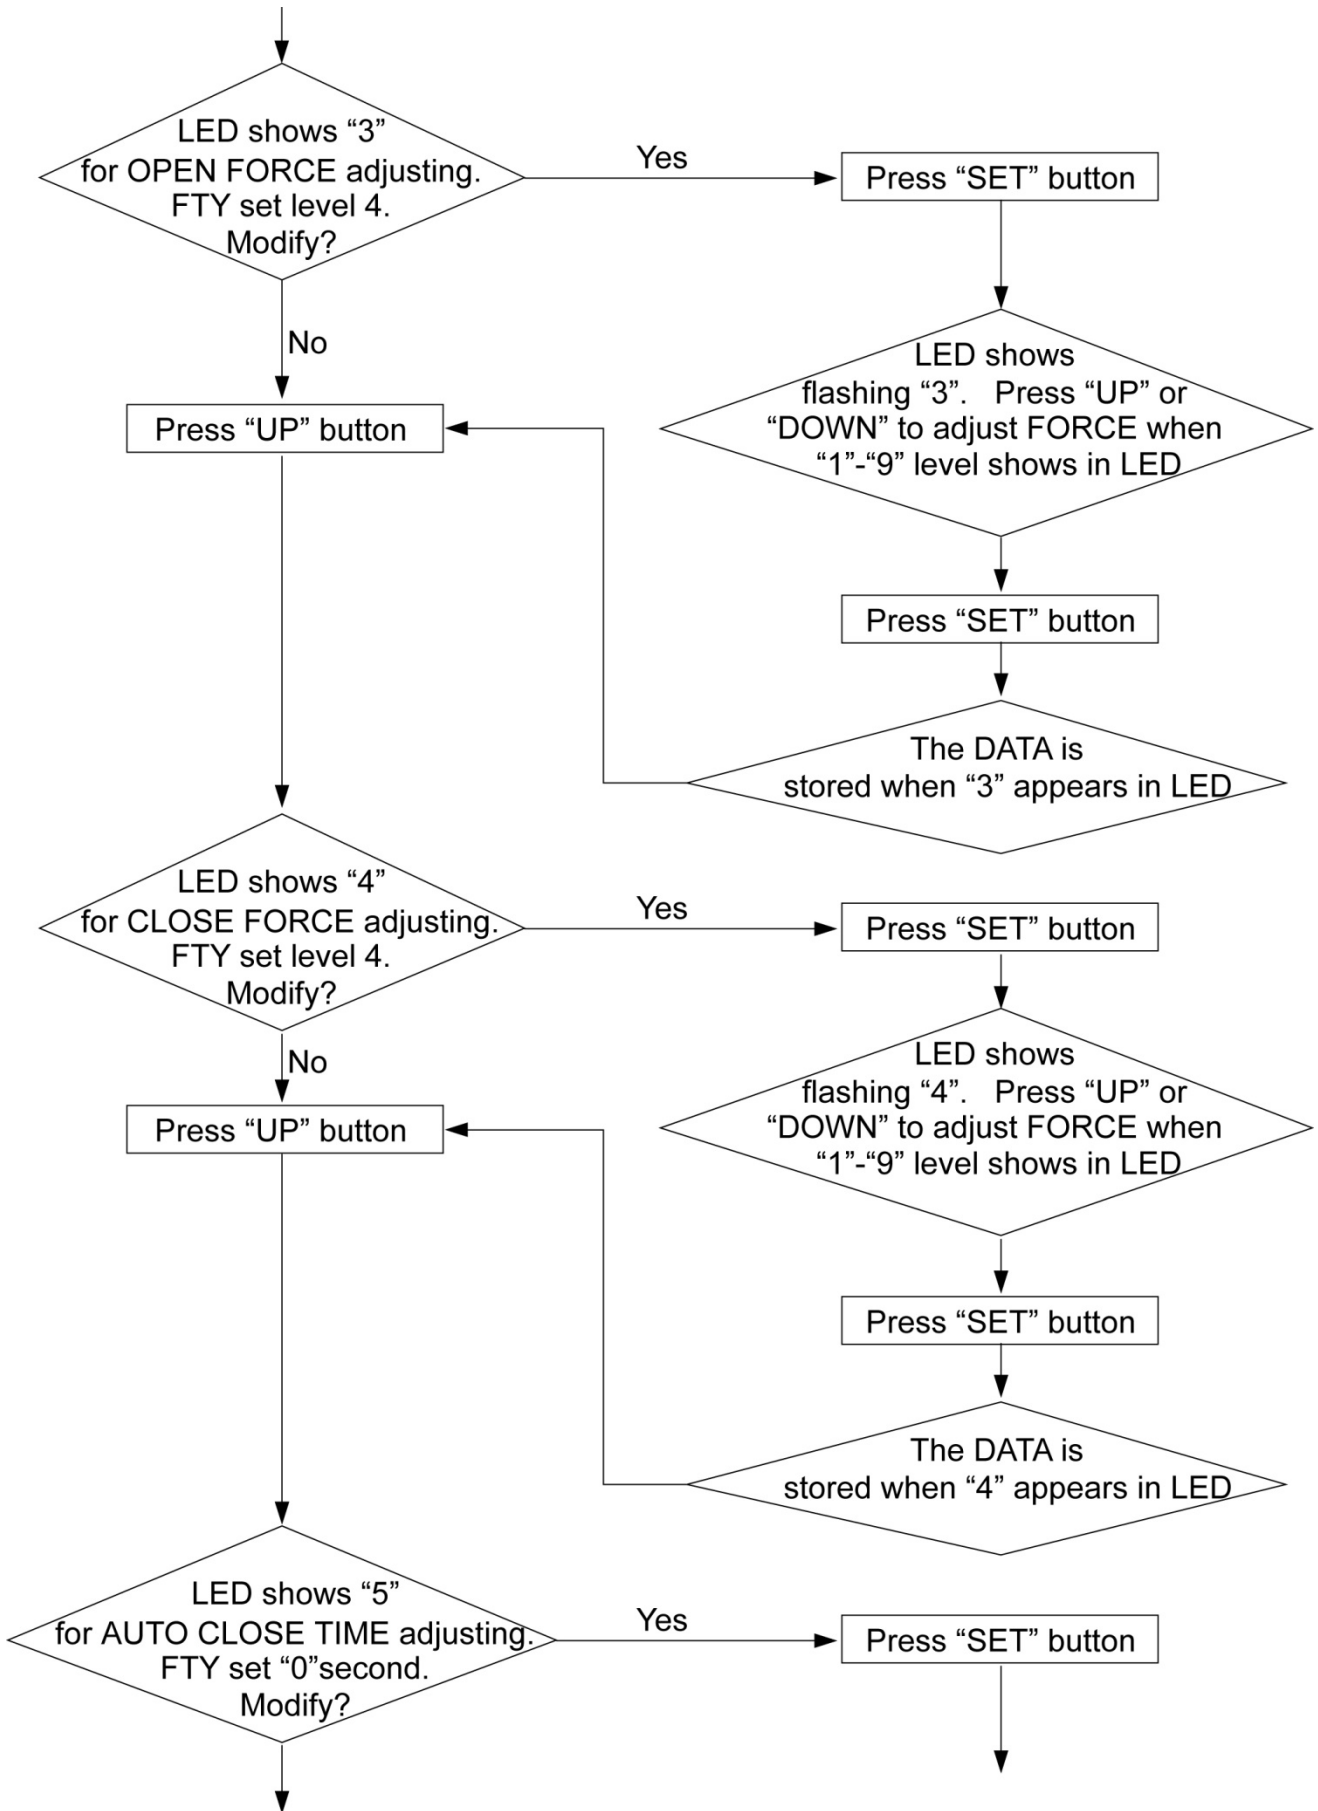 LED shows “3”
for OPEN FORCE adjusting.
FTY set level 4.
Modify?
Yes
Press “SET” button
No
Press “UP” button
LED shows
flashing “3”. Press “UP” or
“DOWN” to adjust FORCE when
“1”-“9” level shows in LED
Press “SET” button
The DATA is
stored when “3” appears in LED
LED shows “4”
for CLOSE FORCE adjusting.
FTY set level 4.
Modify?
Yes
Press “SET” button
No
Press “UP” button
LED shows
flashing “4”. Press “UP” or
“DOWN” to adjust FORCE when
“1”-“9” level shows in LED
Press “SET” button
The DATA is
stored when “4” appears in LED
LED shows “5”
for AUTO CLOSE TIME adjusting.
FTY set “0”second.
Modify?
Yes
Press “SET” button